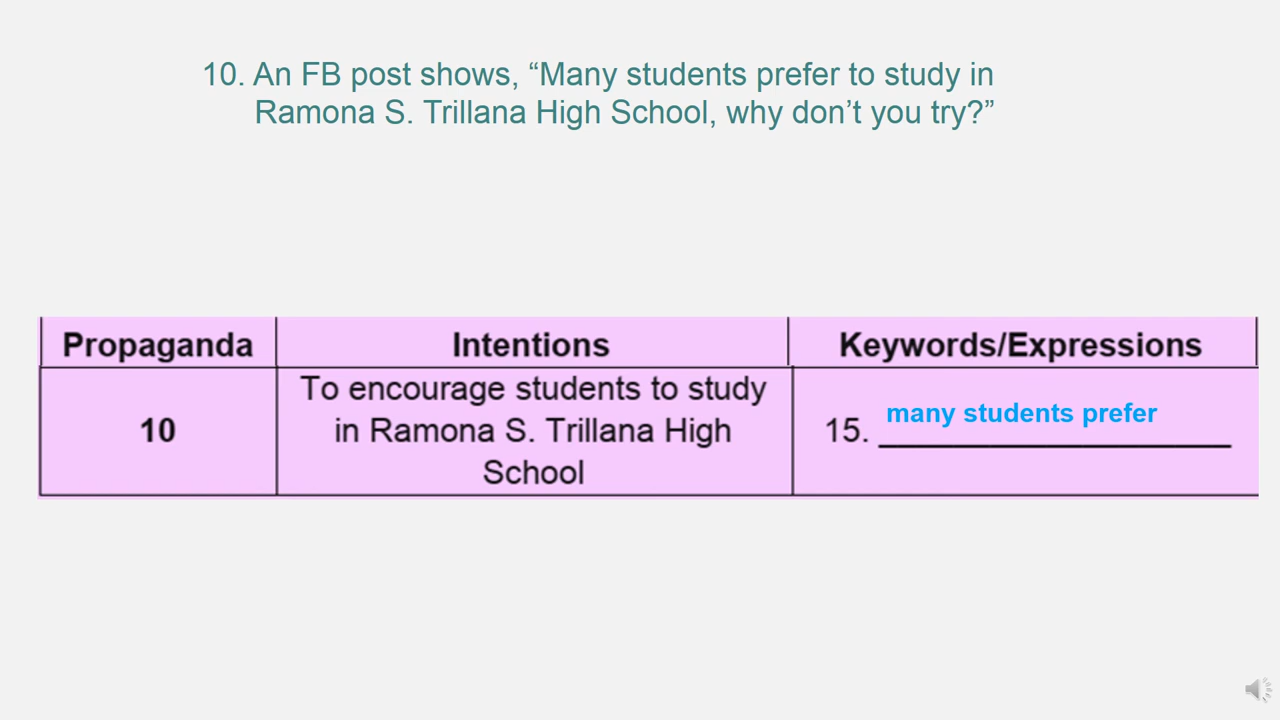 10. An FB post shows, “Many students prefer to study in
Ramona S. Trillana High School, why don’t you try?”
Propaganda Intentions Keywords/Expressions
10
To encourage students to study
in Ramona S. Trillana High
School
15. many students prefer